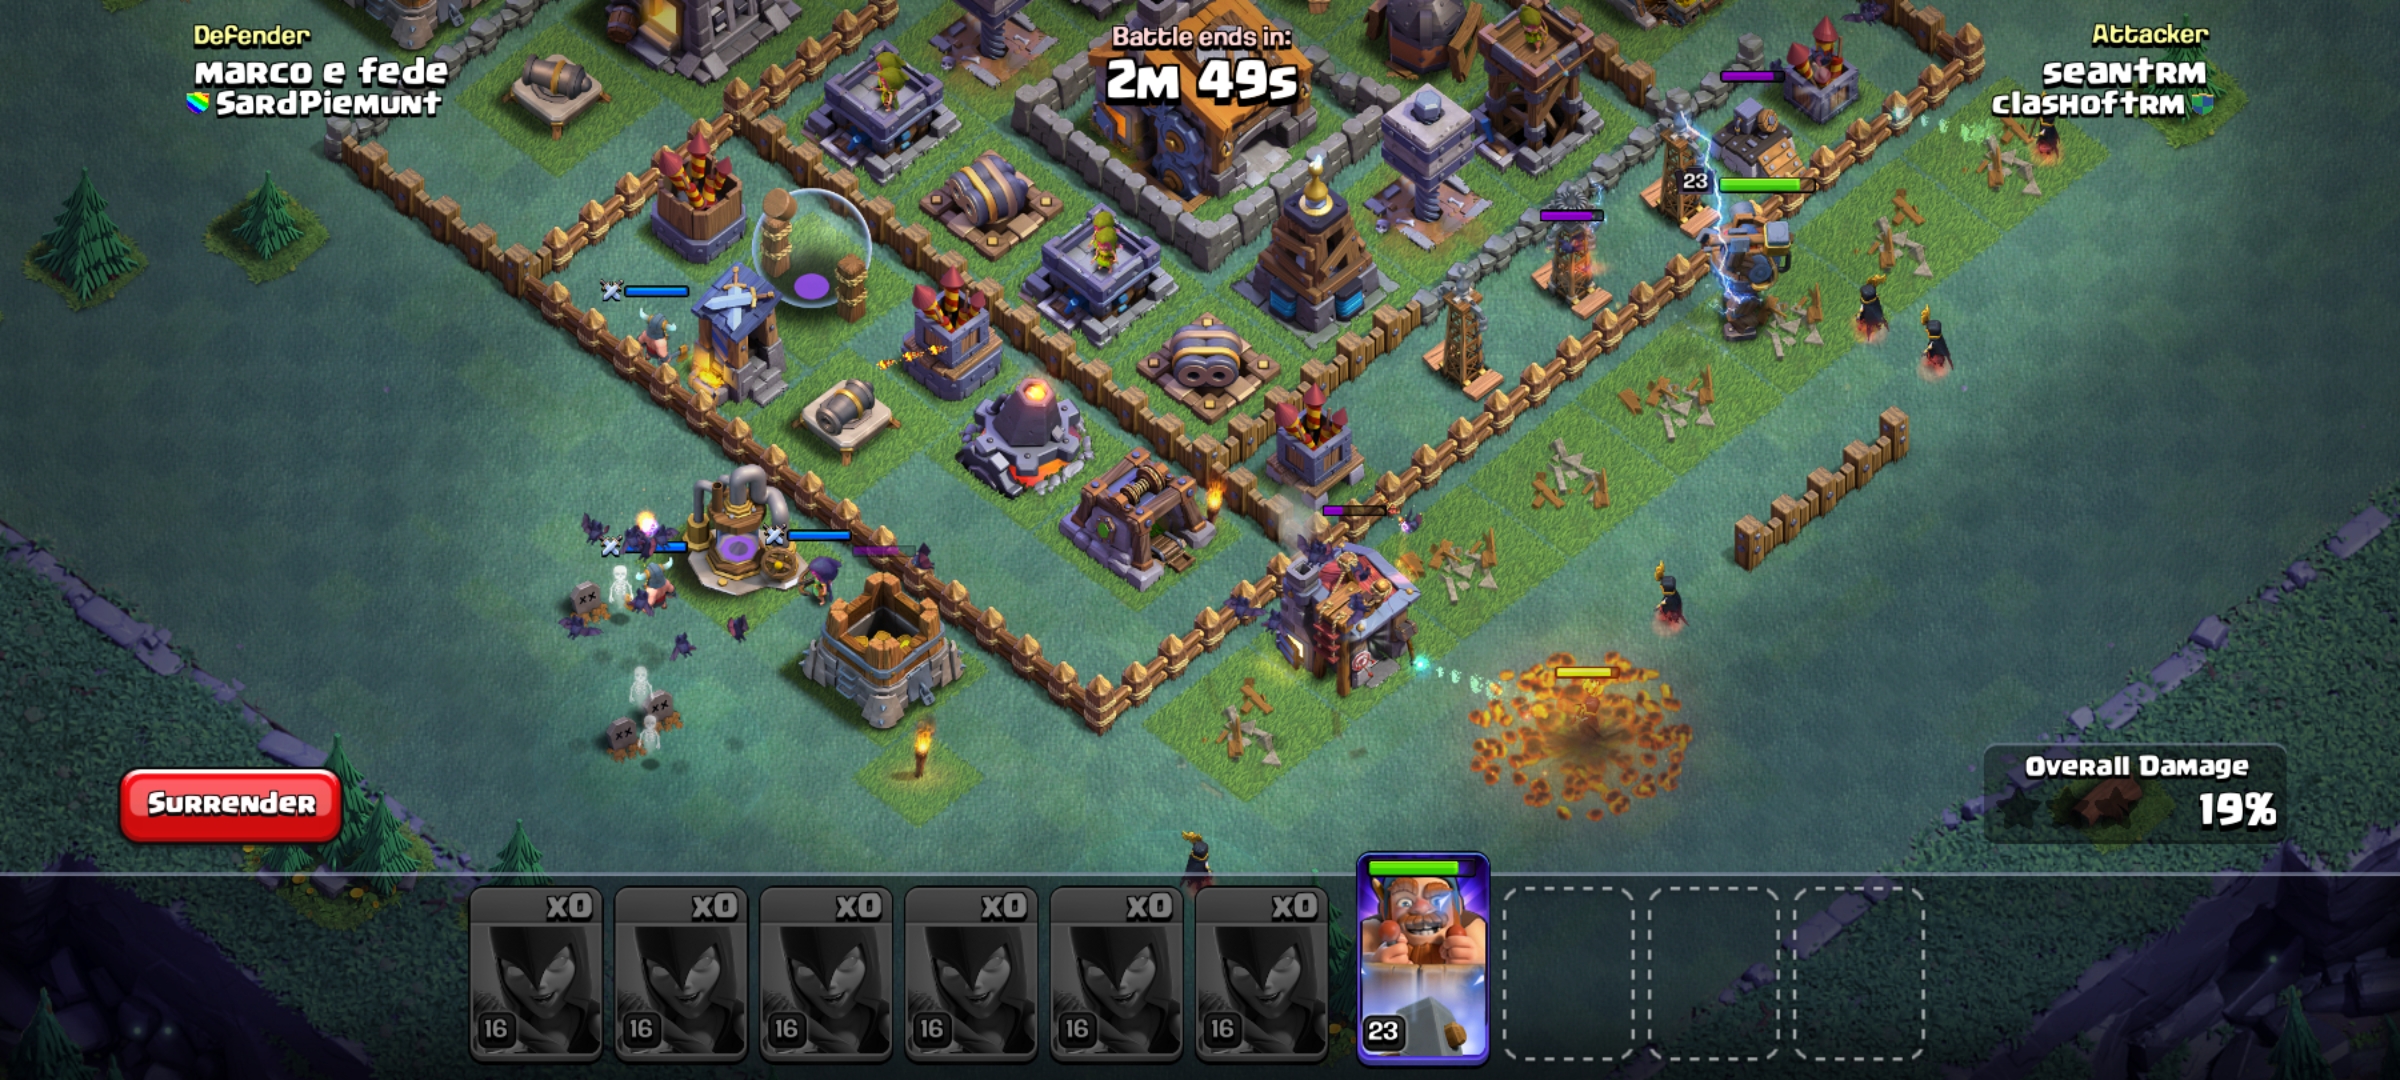 Defender
marco e fede
SardPiemunt
Battle ends in:
2m 49s
Attacker
seantrm
clashoftrm
23
Surrender
Overall Damage
19%
x0
x0
x0
x0
x0
x0
16
16
16
16
16
16
23